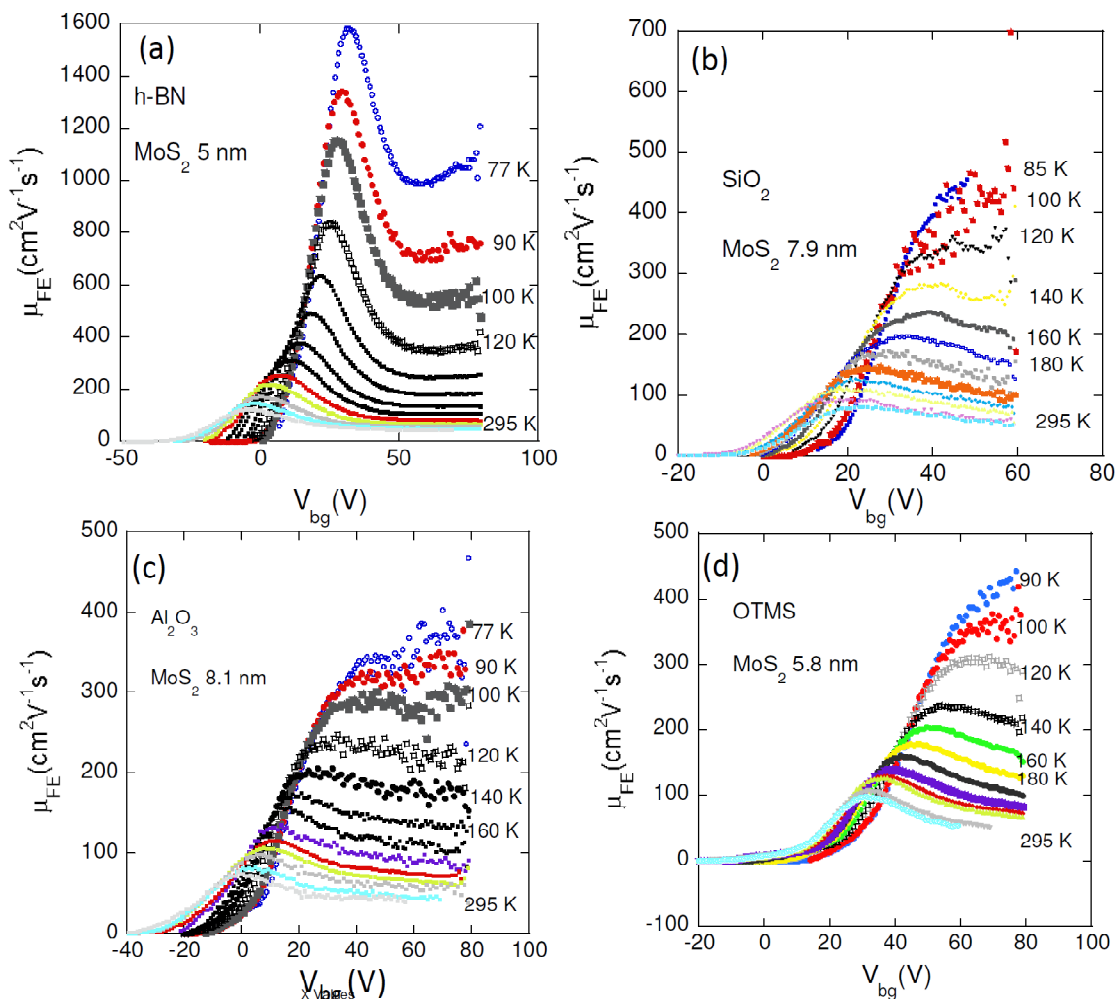 (a)
h-BN
MoS2 5 nm
1600
1400
1200
1000
800
600
400
200
0
μFE(cm2V-1s-1)
77 K
90 K
100 K
120 K
295 K
-50
0
50
100
Vbg(V)
(b)
SiO2
MoS2 7.9 nm
700
600
500
400
300
200
100
0
μFE(cm2V-1s-1)
85 K
100 K
120 K
140 K
160 K
180 K
295 K
-20
0
20
40
60
80
Vbg(V)
(c)
Al2O3
MoS2 8.1 nm
500
400
300
200
100
0
μFE(cm2V-1s-1)
77 K
90 K
100 K
120 K
140 K
160 K
295 K
-40
-20
0
20
40
60
80
100
Vbg(V)
X Values
(d)
OTMS
MoS2 5.8 nm
500
400
300
200
100
0
-100
μFE(cm2V-1s-1)
90 K
100 K
120 K
140 K
160 K
180 K
295 K
-20
0
20
40
60
80
100
Vbg(V)